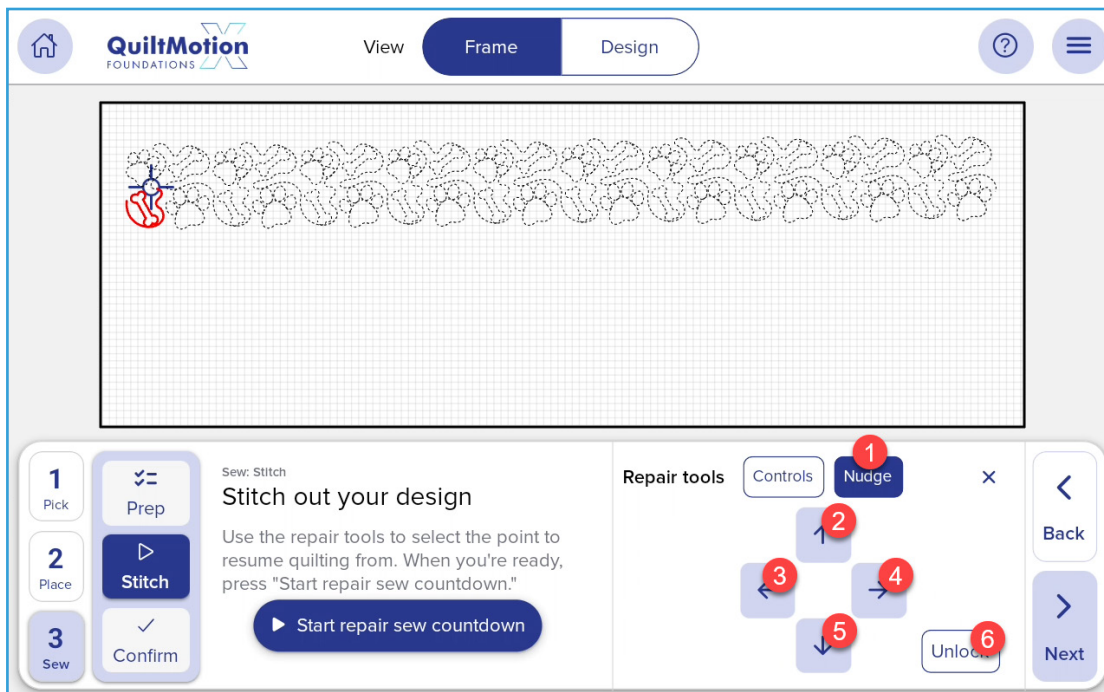 QuiltMotion
FOUNDATIONS
View
Frame
Design
?
1
Pick
2
Place
3
Sew
Prep
Stitch
Confirm
Sew: Stitch
Stitch out your design
Use the repair tools to select the point to
resume quilting from. When you're ready,
press "Start repair sew countdown."
Start repair sew countdown
Repair tools
Controls
1
Nudge
2
3
4
5
6
Back
Next